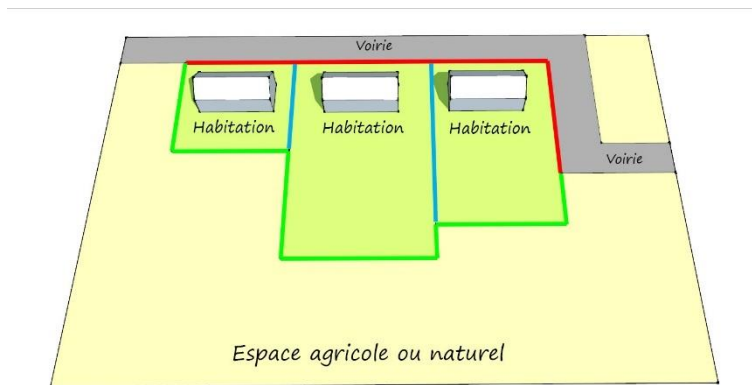 Voirie
Habitation
Habitation
Habitation
Voirie
Espace agricole ou naturel